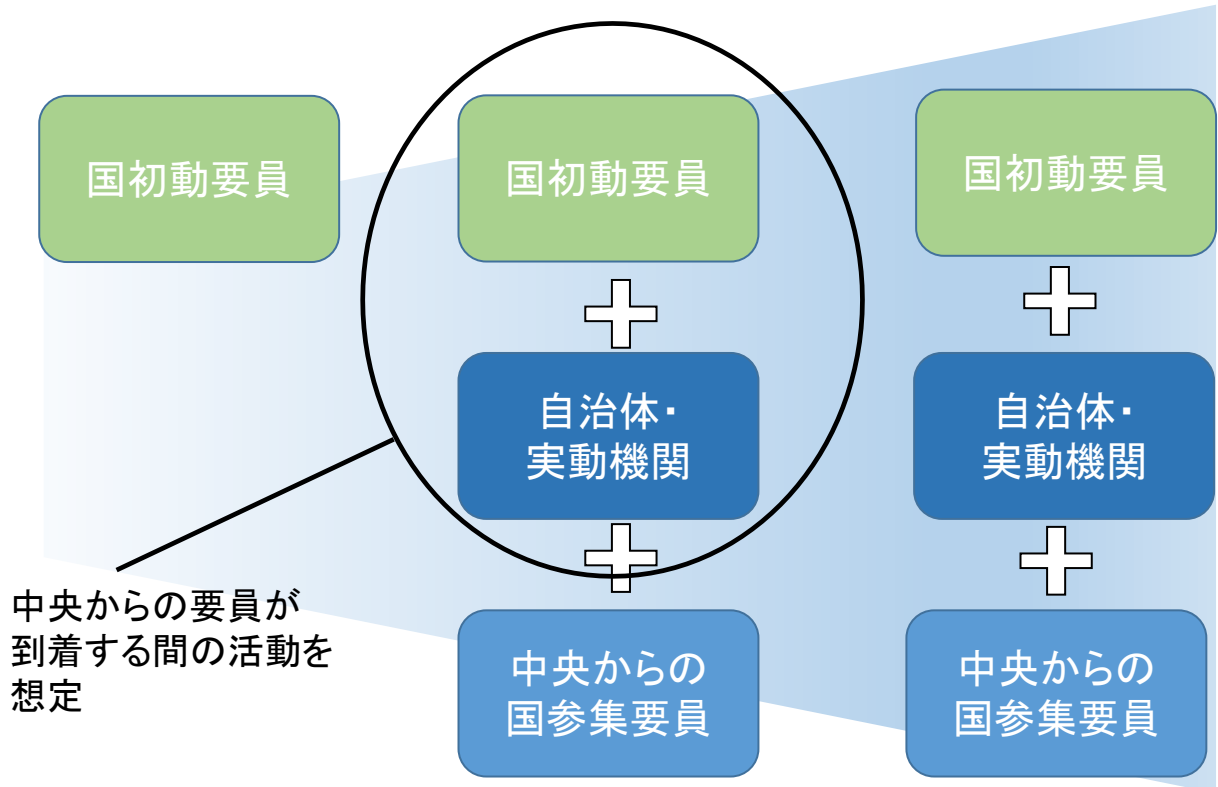 国初動要員
国初動要員
国初動要員
自治体・
実動機関
自治体・
実動機関
中央からの要員が
到着する間の活動を
想定
中央からの
国参集要員
中央からの
国参集要員